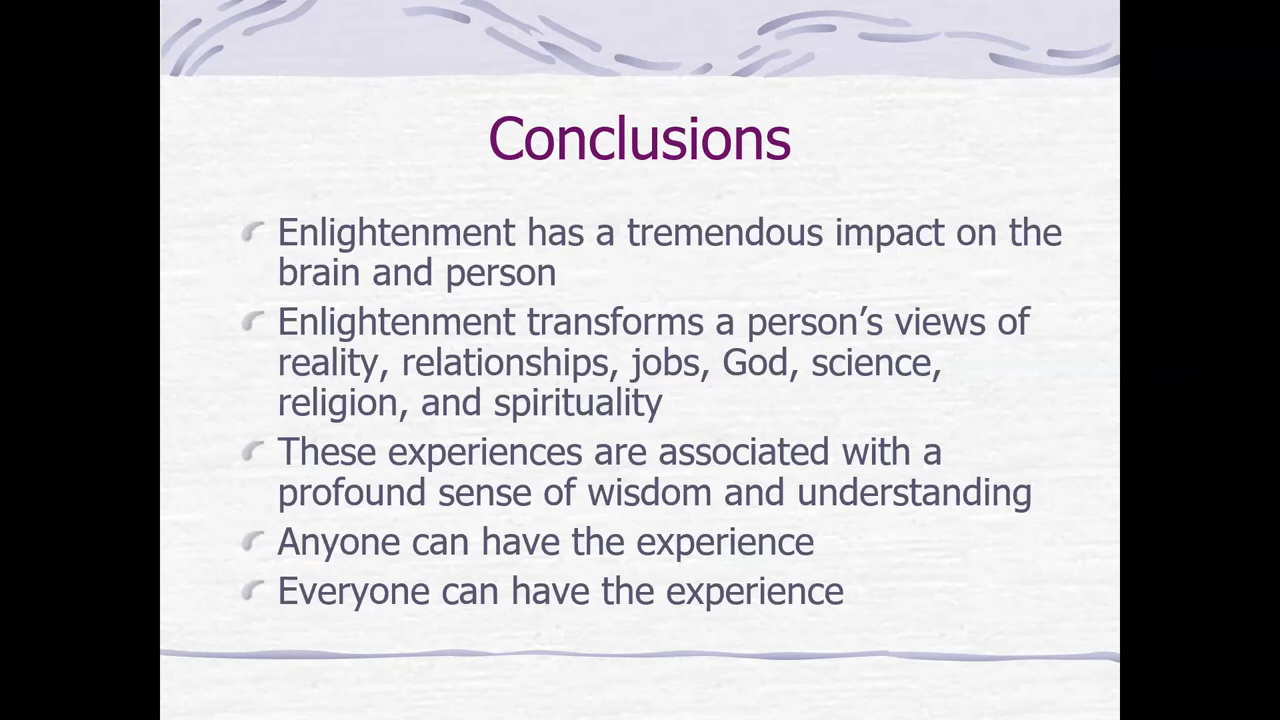 Conclusions
Enlightenment has a tremendous impact on the
brain and person
Enlightenment transforms a person’s views of
reality, relationships, jobs, God, science,
religion, and spirituality
These experiences are associated with a
profound sense of wisdom and understanding
Anyone can have the experience
Everyone can have the experience